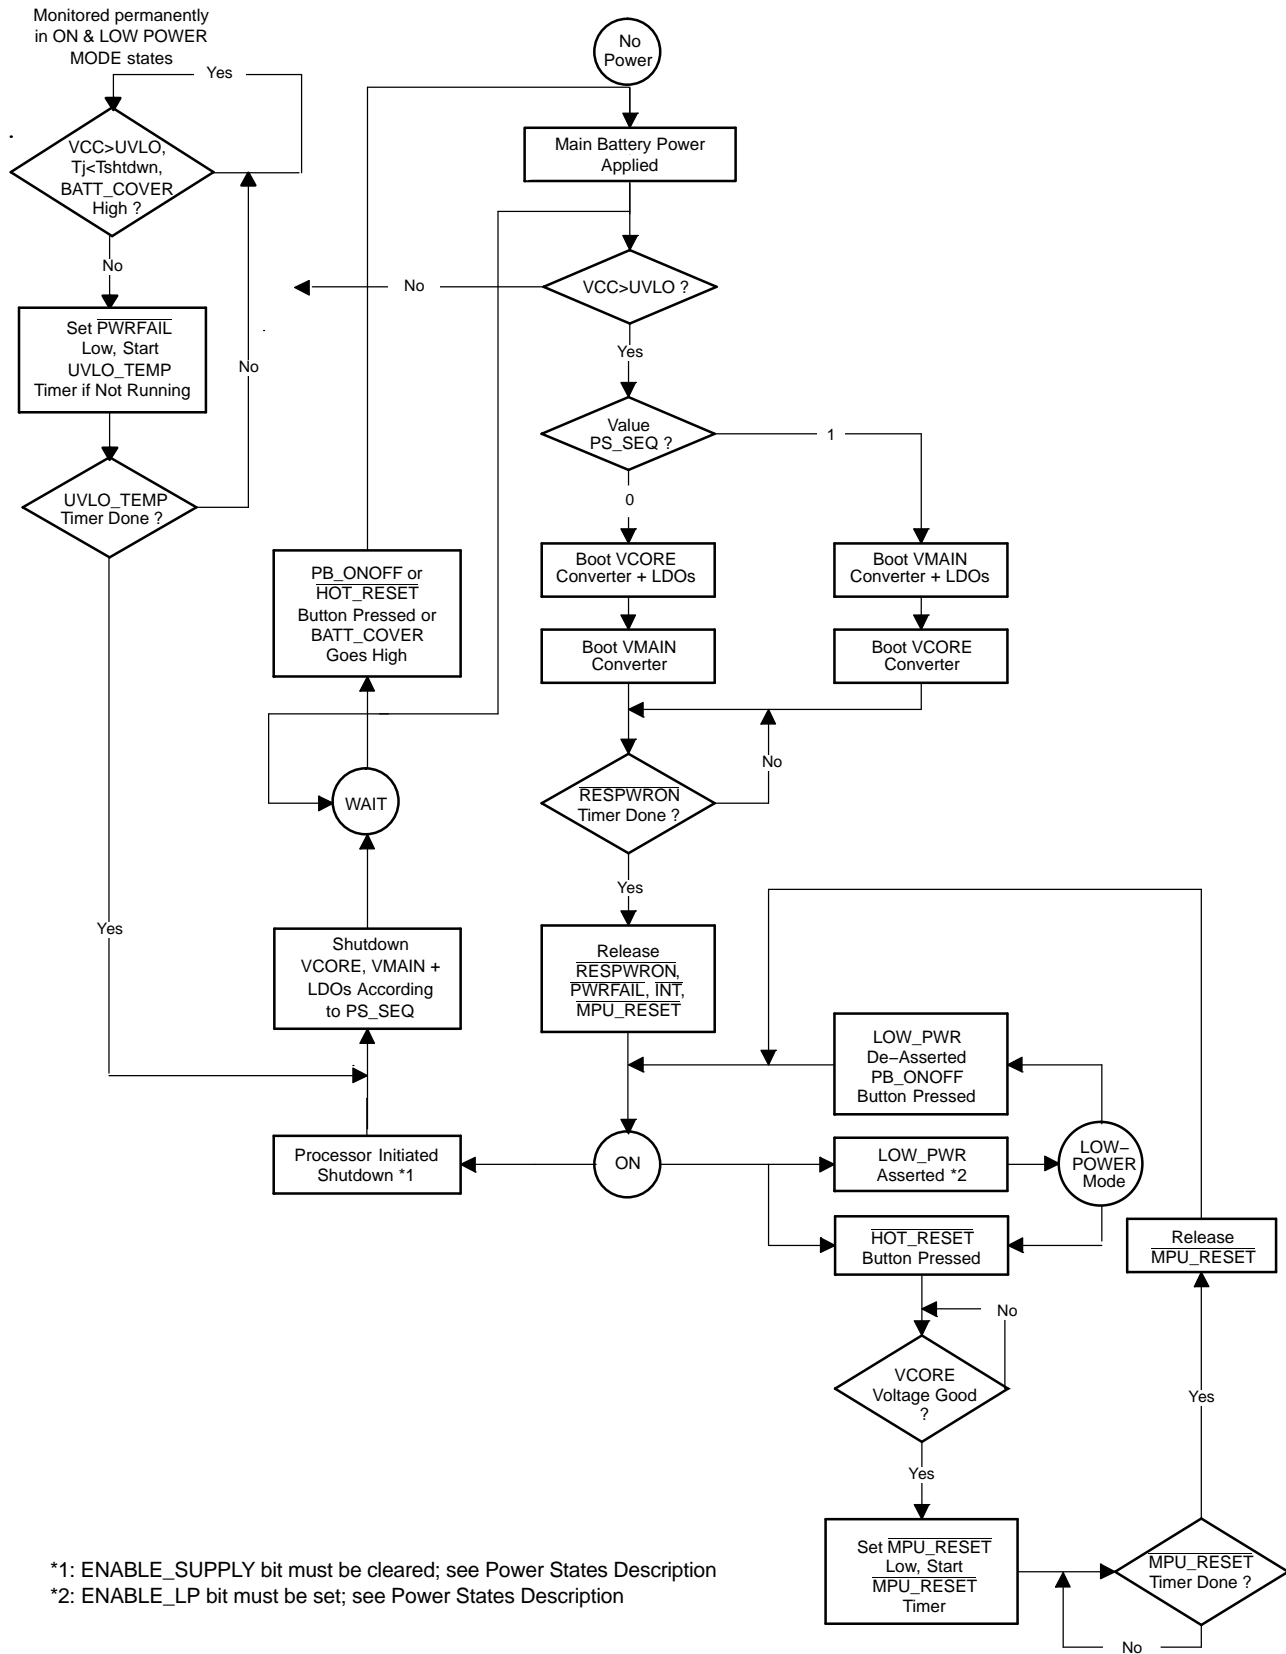 Monitored permanently
in ON & LOW POWER
MODE states
Yes
VCC>UVLO,
Tj<Tshtdwn,
BATT_COVER
High ?
No
Set PWRFAIL
Low, Start
UVLO_TEMP
Timer if Not Running
No
UVLO_TEMP
Timer Done ?
Yes
No
Power
Main Battery Power
Applied
VCC>UVLO ?
No
Yes
Value
PS_SEQ ?
1
0
Boot VCORE
Converter + LDOs
Boot VMAIN
Converter
Boot VMAIN
Converter + LDOs
Boot VCORE
Converter
No
RESPWRON
Timer Done ?
Yes
Release
RESPWRON,
PWRFAIL, INT,
MPU_RESET
PB_ONOFF or
HOT_RESET
Button Pressed or
BATT_COVER
Goes High
WAIT
Shutdown
VCORE, VMAIN +
LDOs According
to PS_SEQ
Processor Initiated
Shutdown *1
ON
LOW_PWR
De–Asserted
PB_ONOFF
Button Pressed
LOW_PWR
Asserted *2
LOW–
POWER
Mode
HOT_RESET
Button Pressed
Release
MPU_RESET
No
VCORE
Voltage Good
?
Yes
Yes
Set MPU_RESET
Low, Start
MPU_RESET
Timer
MPU_RESET
Timer Done ?
No
*1: ENABLE_SUPPLY bit must be cleared; see Power States Description
*2: ENABLE_LP bit must be set; see Power States Description